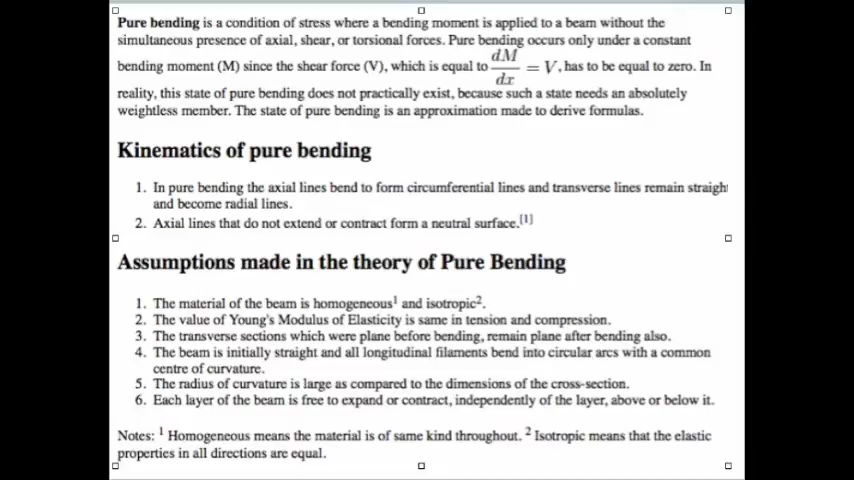 Pure bending is a condition of stress where a bending moment is applied to a beam without the
simultaneous presence of axial, shear, or torsional forces. Pure bending occurs only under a constant
bending moment (M) since the shear force (V), which is equal to dM/dx = V, has to be equal to zero. In
reality, this state of pure bending does not practically exist, because such a state needs an absolutely
weightless member. The state of pure bending is an approximation made to derive formulas.
Kinematics of pure bending
1. In pure bending the axial lines bend to form circumferential lines and transverse lines remain straight
and become radial lines.
2. Axial lines that do not extend or contract form a neutral surface.[1]
Assumptions made in the theory of Pure Bending
1. The material of the beam is homogeneous1 and isotropic2.
2. The value of Young's Modulus of Elasticity is same in tension and compression.
3. The transverse sections which were plane before bending, remain plane after bending also.
4. The beam is initially straight and all longitudinal filaments bend into circular arcs with a common
centre of curvature.
5. The radius of curvature is large as compared to the dimensions of the cross-section.
6. Each layer of the beam is free to expand or contract, independently of the layer, above or below it.
Notes: 1 Homogeneous means the material is of same kind throughout. 2 Isotropic means that the elastic
properties in all directions are equal.